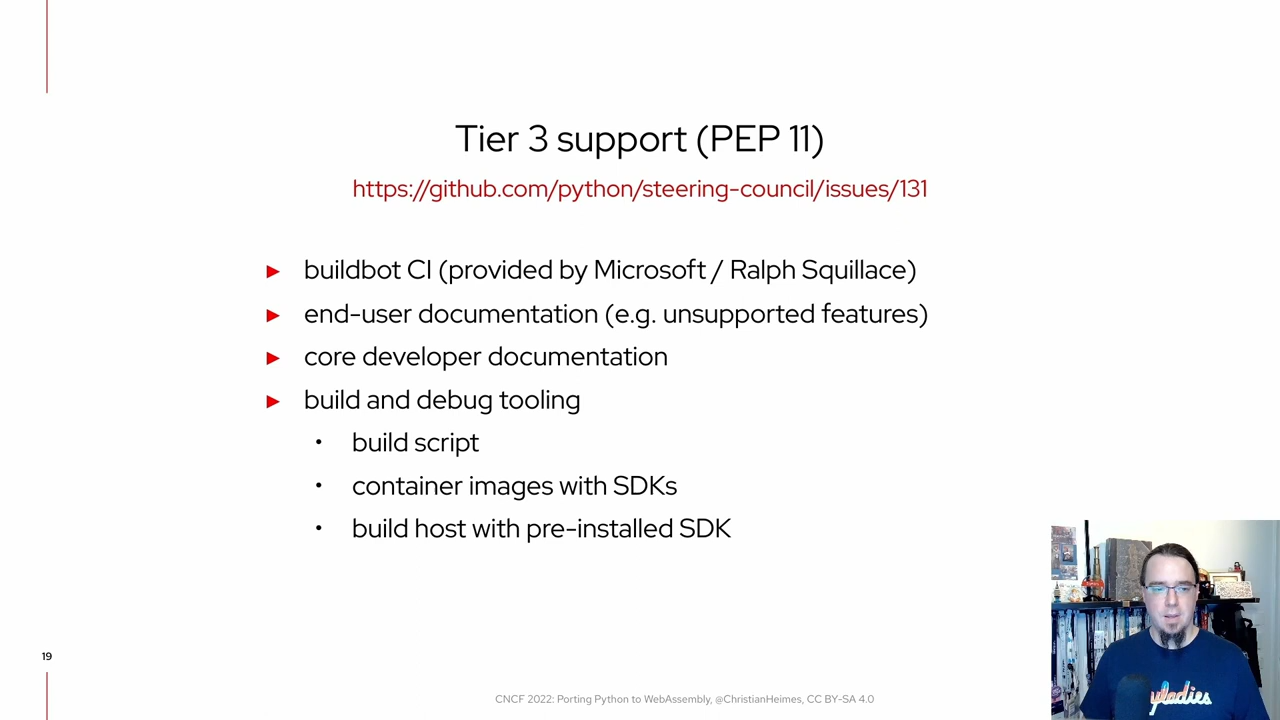 Tier 3 support (PEP 11)
https://github.com/python/steering-council/issues/131
► buildbot CI (provided by Microsoft / Ralph Squillace)
► end-user documentation (e.g. unsupported features)
► core developer documentation
► build and debug tooling
• build script
• container images with SDKs
• build host with pre-installed SDK
19
CNCF 2022: Porting Python to WebAssembly, @ChristianHeimes, CC BY-SA 4.0
yladies